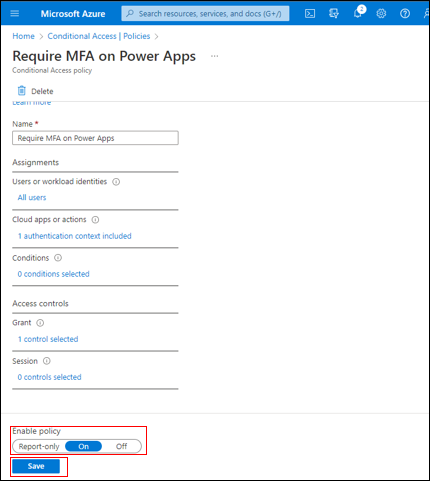 Microsoft Azure
Search resources, services, and docs (G+/)
2
Home > Conditional Access | Policies >
Require MFA on Power Apps ...
Conditional Access policy
Delete
Learn more
Name *
Require MFA on Power Apps
Assignments
Users or workload identities
All users
Cloud apps or actions
1 authentication context included
Conditions
0 conditions selected
Access controls
Grant
1 control selected
Session
0 controls selected
Enable policy
Report-only On Off
Save